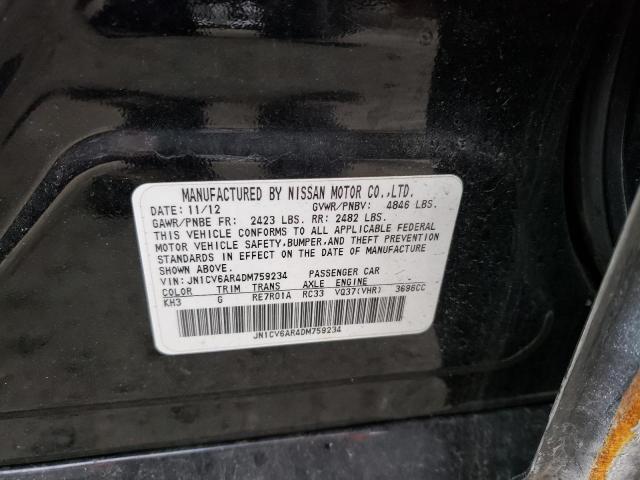 MANUFACTURED BY NISSAN MOTOR CO.,LTD.
DATE: 11/12 GVWR/PNBV: 4846 LBS.
GAWR/PNBE FR: 2423 LBS. RR: 2482 LBS.
THIS VEHICLE CONFORMS TO ALL APPLICABLE FEDERAL
MOTOR VEHICLE SAFETY,BUMPER,AND THEFT PREVENTION
STANDARDS IN EFFECT ON THE DATE OF MANUFACTURE
SHOWN ABOVE.
VIN: JN1CV6AR4DM759234 PASSENGER CAR
COLOR TRIM TRANS AXLE ENGINE
KH3 G RE7R01A RC33 VQ37(VHR) 3696CC
JN1CV6AR4DM759234